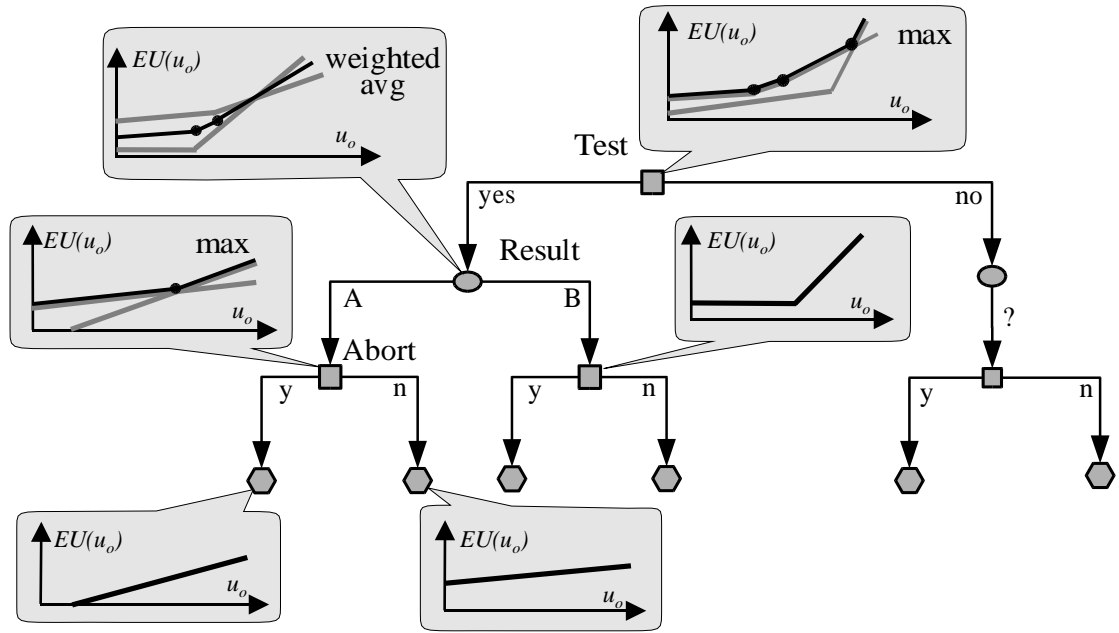 EU(uₒ)
weighted
avg
uₒ
EU(uₒ)
max
uₒ
Test
yes
no
EU(uₒ)
max
uₒ
Result
EU(uₒ)
uₒ
A
B
?
Abort
y
n
y
n
y
n
EU(uₒ)
uₒ
EU(uₒ)
uₒ